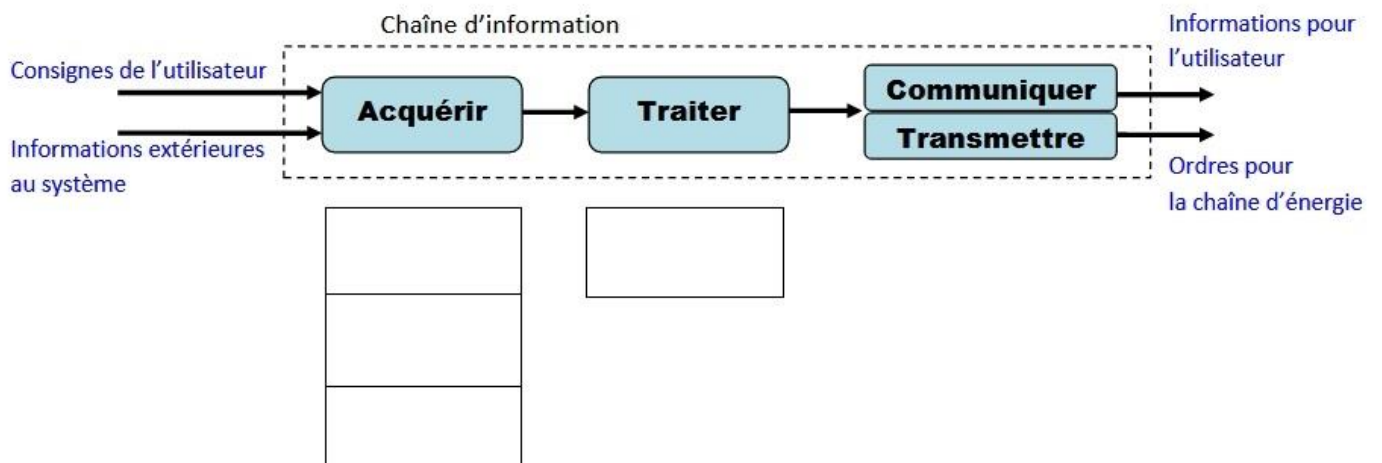 Chaîne d’information
Consignes de l’utilisateur
Informations extérieures
au système
Acquérir
Traiter
Communiquer
Transmettre
Informations pour
l’utilisateur
Ordres pour
la chaîne d’énergie